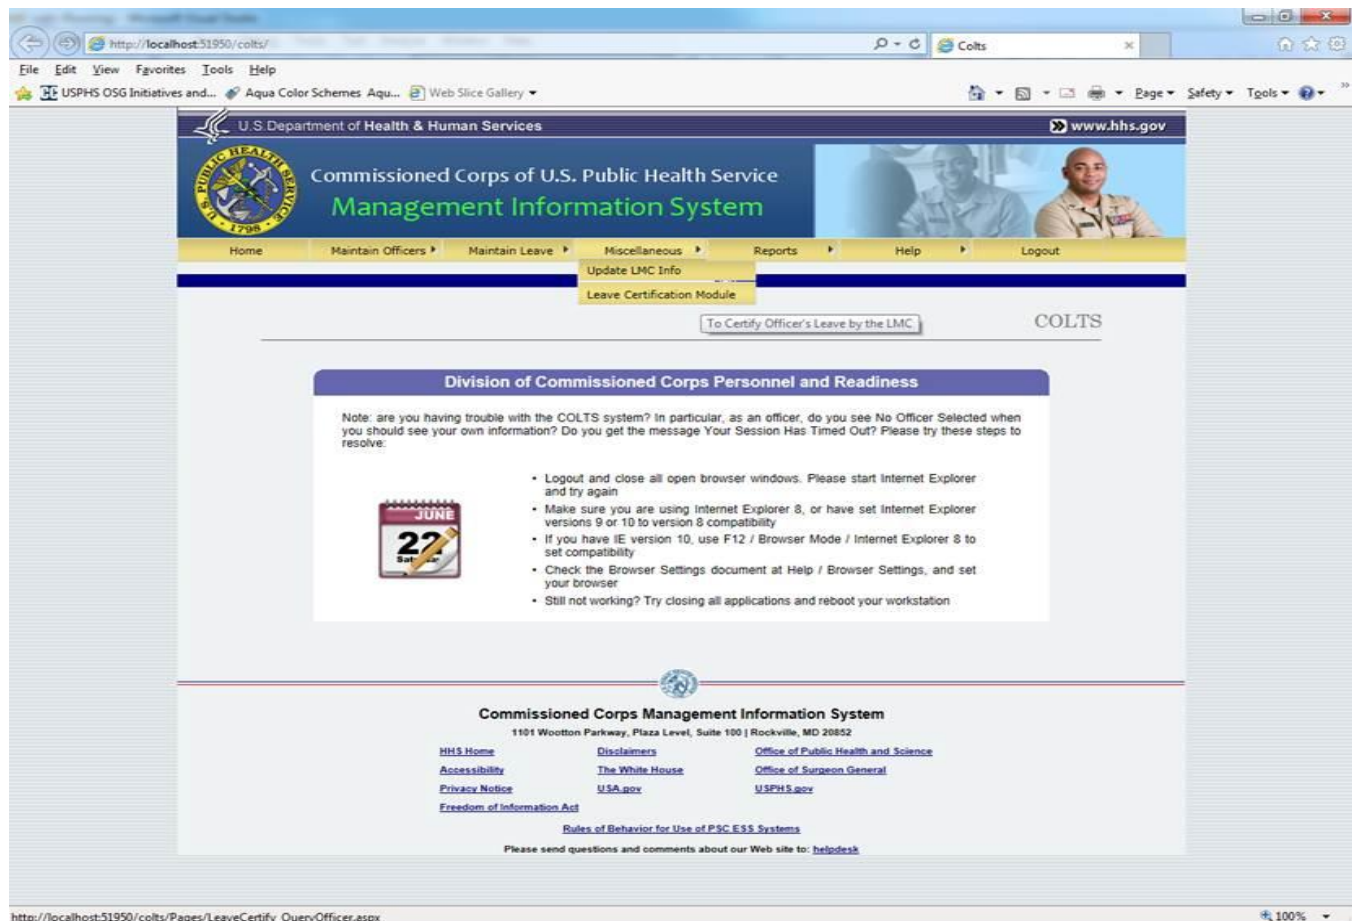 http://localhost:51950/colts/
Colts
File Edit View Favorites Tools Help
USPHS OSG Initiatives and... Aqua Color Schemes Aqu... Web Slice Gallery
Page Safety Tools
U.S. Department of Health & Human Services
www.hhs.gov
PUBLIC HEALTH SERVICE
1798
Commissioned Corps of U.S. Public Health Service
Management Information System
Home Maintain Officers Maintain Leave Miscellaneous Reports Help Logout
Update LMC Info
Leave Certification Module
To Certify Officer's Leave by the LMC
COLTS
Division of Commissioned Corps Personnel and Readiness
Note: are you having trouble with the COLTS system? In particular, as an officer, do you see No Officer Selected when
you should see your own information? Do you get the message Your Session Has Timed Out? Please try these steps to
resolve:
• Logout and close all open browser windows. Please start Internet Explorer
and try again
• Make sure you are using Internet Explorer 8, or have set Internet Explorer
versions 9 or 10 to version 8 compatibility
• If you have IE version 10, use F12 / Browser Mode / Internet Explorer 8 to
set compatibility
• Check the Browser Settings document at Help / Browser Settings, and set
your browser
• Still not working? Try closing all applications and reboot your workstation
JUNE
22
Commissioned Corps Management Information System
1101 Wootton Parkway, Plaza Level, Suite 100 | Rockville, MD 20852
HHS Home Disclaimers Office of Public Health and Science
Accessibility The White House Office of Surgeon General
Privacy Notice USA.gov USPHS.gov
Freedom of Information Act
Rules of Behavior for Use of PSC ESS Systems
Please send questions and comments about our Web site to: helpdesk
http://localhost:51950/colts/Pages/LeaveCertify_QueryOfficer.aspx
100%